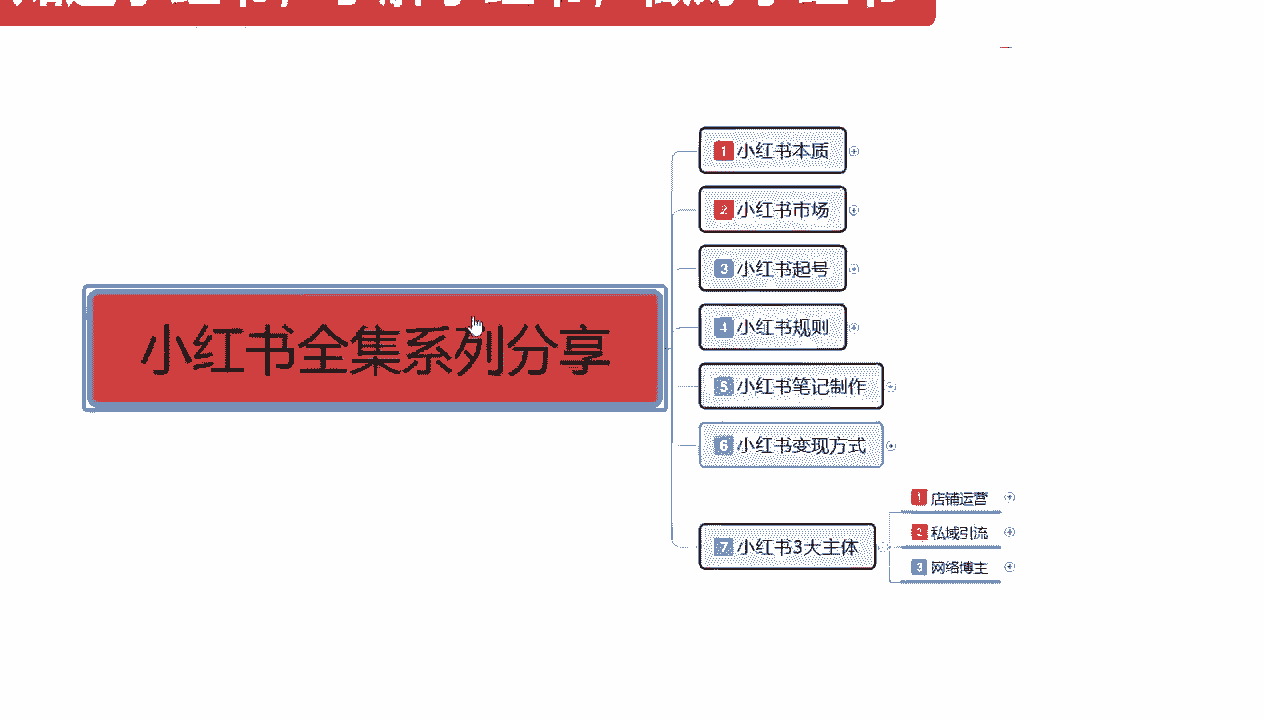 小红书全集系列分享
1 小红书本质
2 小红书市场
3 小红书起号
4 小红书规则
5 小红书笔记制作
6 小红书变现方式
7 小红书3大主体
1 店铺运营
2 私域引流
3 网络博主